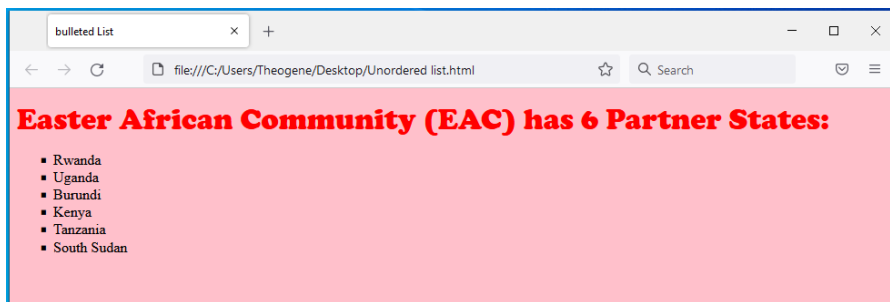 bulleted List
file:///C:/Users/Theogene/Desktop/Unordered list.html
Search
Easter African Community (EAC) has 6 Partner States:
Rwanda
Uganda
Burundi
Kenya
Tanzania
South Sudan